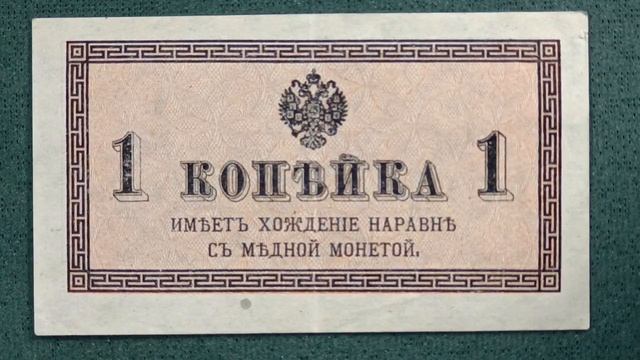 1 КОПѢЙКА 1
ИМѢЕТЪ ХОЖДЕНІЕ НАРАВНѢ
СЪ МѢДНОЙ МОНЕТОЙ.